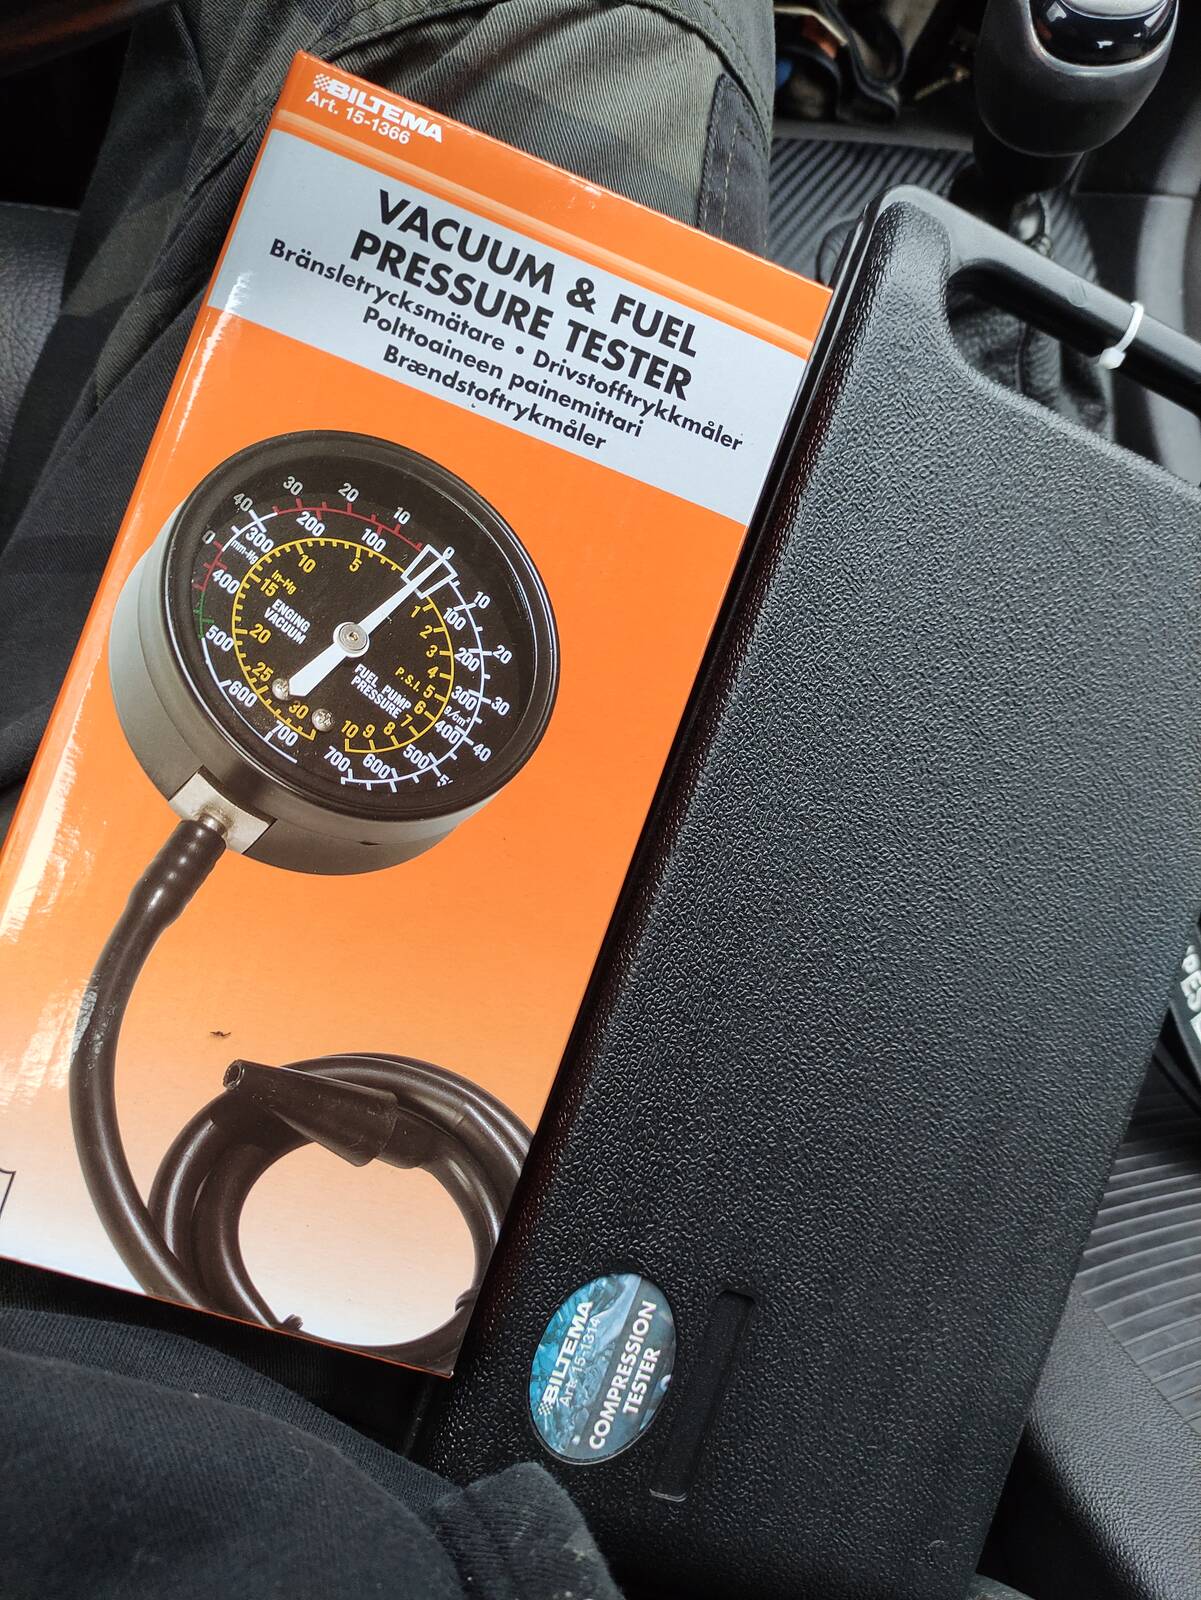 BILTEMA
Art. 15-1366
VACUUM & FUEL
PRESSURE TESTER
Bränsletrycksmätare • Drivstofftrykkmåler
Polttoaineen painemittari
Brændstoftrykmåler
40 30 20 10 0 10 20 30 40
0
mm-Hg
300 200 100 100 200 300 400 500 600 700
400
500
600
700
10 5
In-Hg
15
20
25
30
ENGING
VACUUM
1
2
3
4
P.S.I. 5
6
7
8
9
10
FUEL PUMP
PRESSURE
g/cm²
BILTEMA
Art. 15-1314
COMPRESSION
TESTER